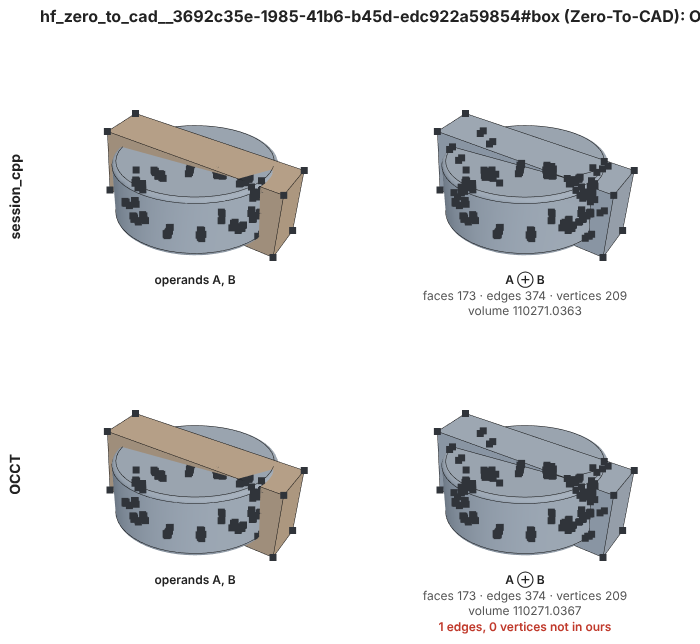 hf_zero_to_cad__3692c35e-1985-41b6-b45d-edc922a59854#box (Zero-To-CAD): O
session_cpp
operands A, B
A ⊕ B
faces 173 · edges 374 · vertices 209
volume 110271.0363
OCCT
operands A, B
A ⊕ B
faces 173 · edges 374 · vertices 209
volume 110271.0367
1 edges, 0 vertices not in ours